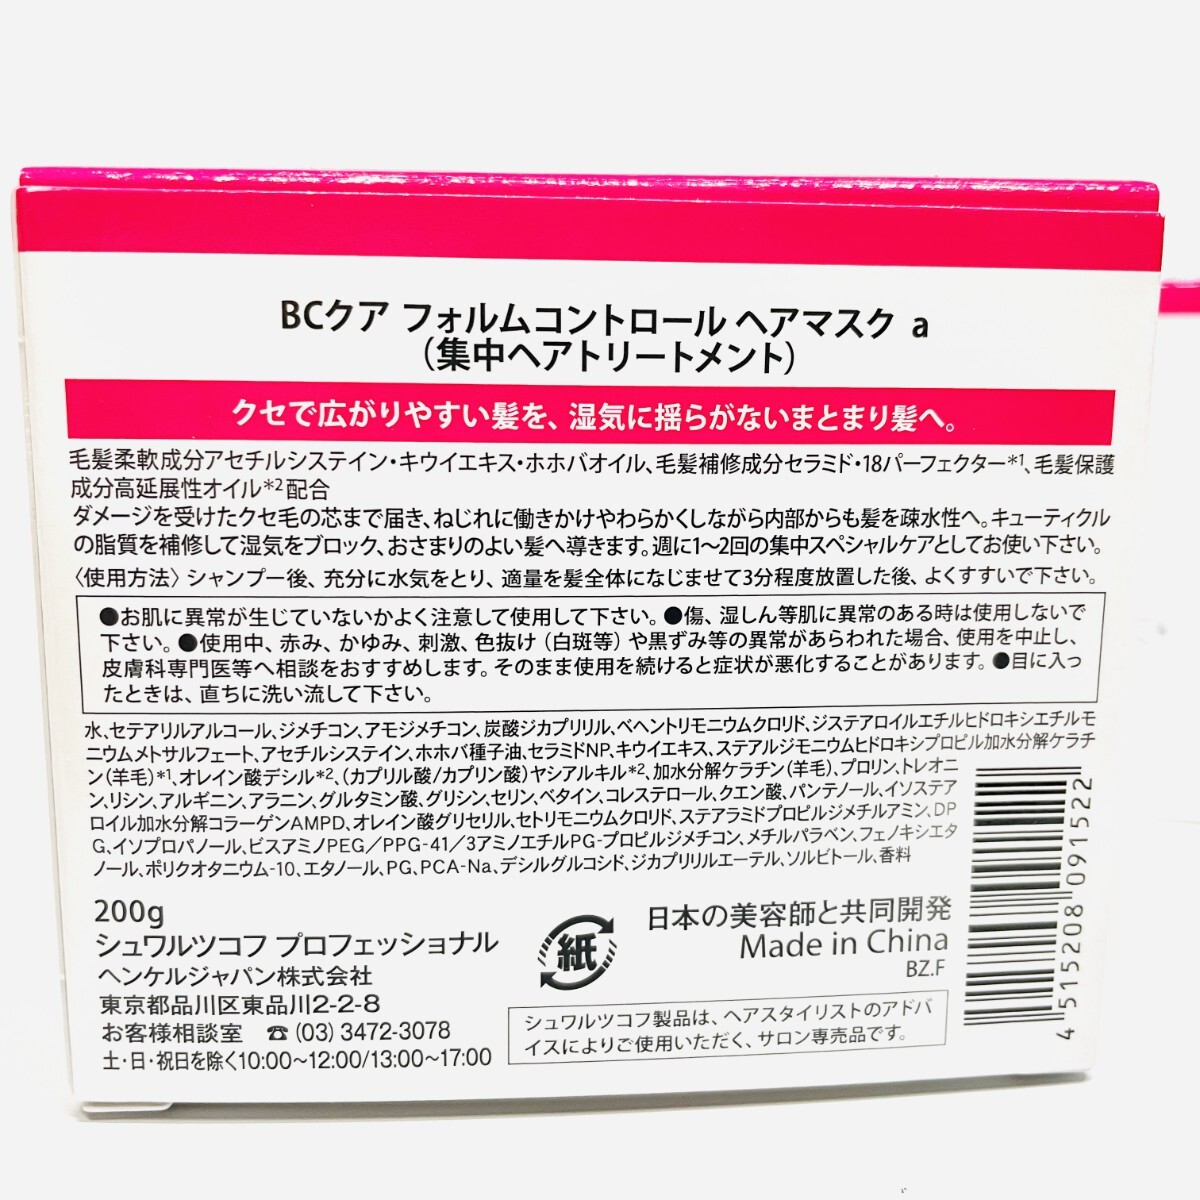 BCクア フォルムコントロール ヘアマスク a
(集中ヘアトリートメント)
クセで広がりやすい髪を、湿気に揺らがないまとまり髪へ。
毛髪柔軟成分アセチルシステイン・キウイエキス・ホホバオイル、毛髪補修成分セラミド・18パーフェクター*1、毛髪保護
成分高延展性オイル*2配合
ダメージを受けたクセ毛の芯まで届き、ねじれに働きかけやわらかくしながら内部からも髪を疎水性へ。キューティクル
の脂質を補修して湿気をブロック、おさまりのよい髪へ導きます。週に1〜2回の集中スペシャルケアとしてお使い下さい。
〈使用方法〉シャンプー後、充分に水気をとり、適量を髪全体になじませて3分程度放置した後、よくすすいで下さい。
●お肌に異常が生じていないかよく注意して使用して下さい。●傷、湿しん等肌に異常のある時は使用しないで
下さい。●使用中、赤み、かゆみ、刺激、色抜け(白斑等)や黒ずみ等の異常があらわれた場合、使用を中止し、
皮膚科専門医等へ相談をおすすめします。そのまま使用を続けると症状が悪化することがあります。●目に入っ
たときは、直ちに洗い流して下さい。
水、セテアリルアルコール、ジメチコン、アモジメチコン、炭酸ジカプリリル、ベヘントリモニウムクロリド、ジステアロイルエチルヒドロキシエチルモ
ニウムメトサルフェート、アセチルシステイン、ホホバ種子油、セラミドNP、キウイエキス、ステアルジモニウムヒドロキシプロピル加水分解ケラチ
ン(羊毛)*1、オレイン酸デシル*2、(カプリル酸/カプリン酸)ヤシアルキル*2、加水分解ケラチン(羊毛)、プロリン、トレオニ
ン、リシン、アルギニン、アラニン、グルタミン酸、グリシン、セリン、ベタイン、コレステロール、クエン酸、パンテノール、イソステア
ロイル加水分解コラーゲンAMPD、オレイン酸グリセリル、セトリモニウムクロリド、ステアラミドプロピルジメチルアミン、DP
G、イソプロパノール、ビスアミノPEG/PPG-41/3アミノエチルPG-プロピルジメチコン、メチルパラベン、フェノキシエタ
ノール、ポリクオタニウム-10、エタノール、PG、PCA-Na、デシルグルコシド、ジカプリリルエーテル、ソルビトール、香料
200g
シュワルツコフ プロフェッショナル
ヘンケルジャパン株式会社
東京都品川区東品川2-2-8
お客様相談室 ☎(03)3472-3078
土・日・祝日を除く10:00〜12:00/13:00〜17:00
紙
日本の美容師と共同開発
Made in China
BZ.F
シュワルツコフ製品は、ヘアスタイリストのアドバ
イスによりご使用いただく、サロン専売品です。
4515208091522